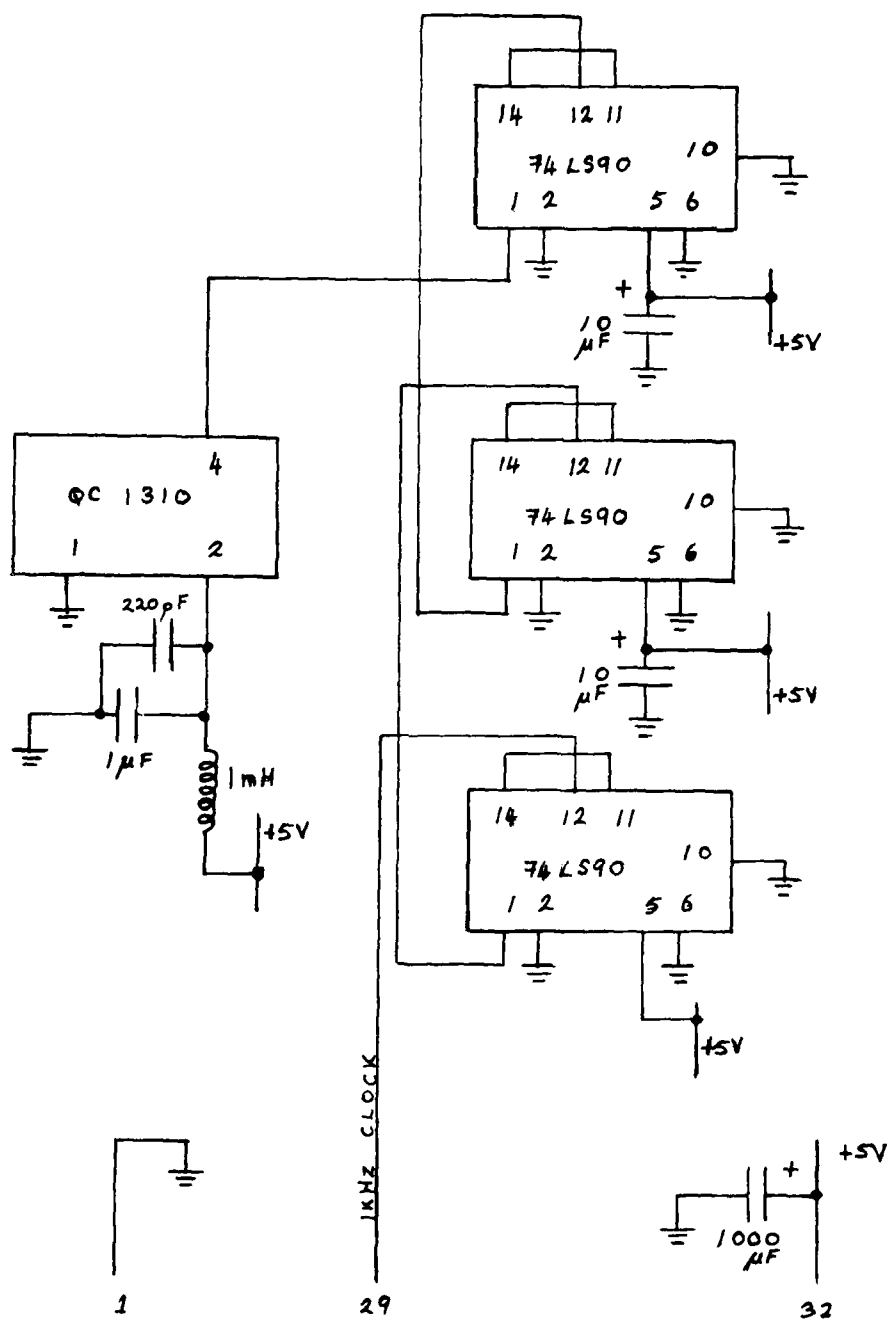 14 12 11
74LS90 10
1 2 5 6
+
10
µF
+5V
14 12 11
74LS90 10
1 2 5 6
+
10
µF
+5V
4
QC 1310
1 2
220pF
1µF
1mH
+5V
14 12 11
74LS90 10
1 2 5 6
+5V
1KHZ CLOCK
+ +5V
1000
µF
1 29 32